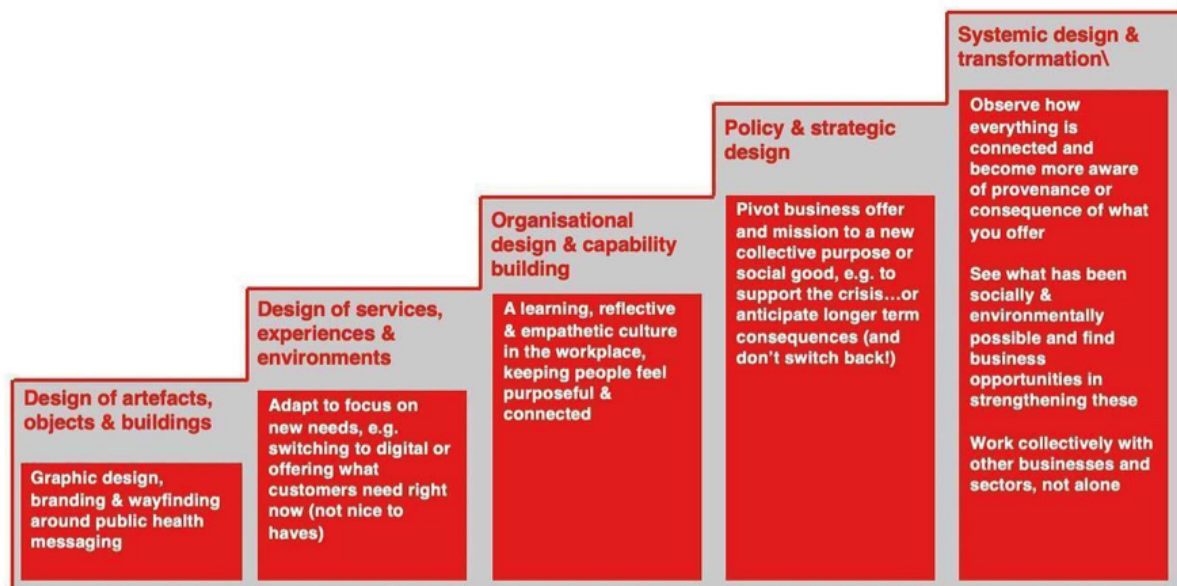 Design of artefacts,
objects & buildings
Graphic design,
branding & wayfinding
around public health
messaging
Design of services,
experiences &
environments
Adapt to focus on
new needs, e.g.
switching to digital or
offering what
customers need right
now (not nice to
haves)
Organisational
design & capability
building
A learning, reflective
& empathetic culture
in the workplace,
keeping people feel
purposeful &
connected
Policy & strategic
design
Pivot business offer
and mission to a new
collective purpose or
social good, e.g. to
support the crisis…or
anticipate longer term
consequences (and
don’t switch back!)
Systemic design &
transformation\
Observe how
everything is
connected and
become more aware
of provenance or
consequence of what
you offer
See what has been
socially &
environmentally
possible and find
business
opportunities in
strengthening these
Work collectively with
other businesses and
sectors, not alone